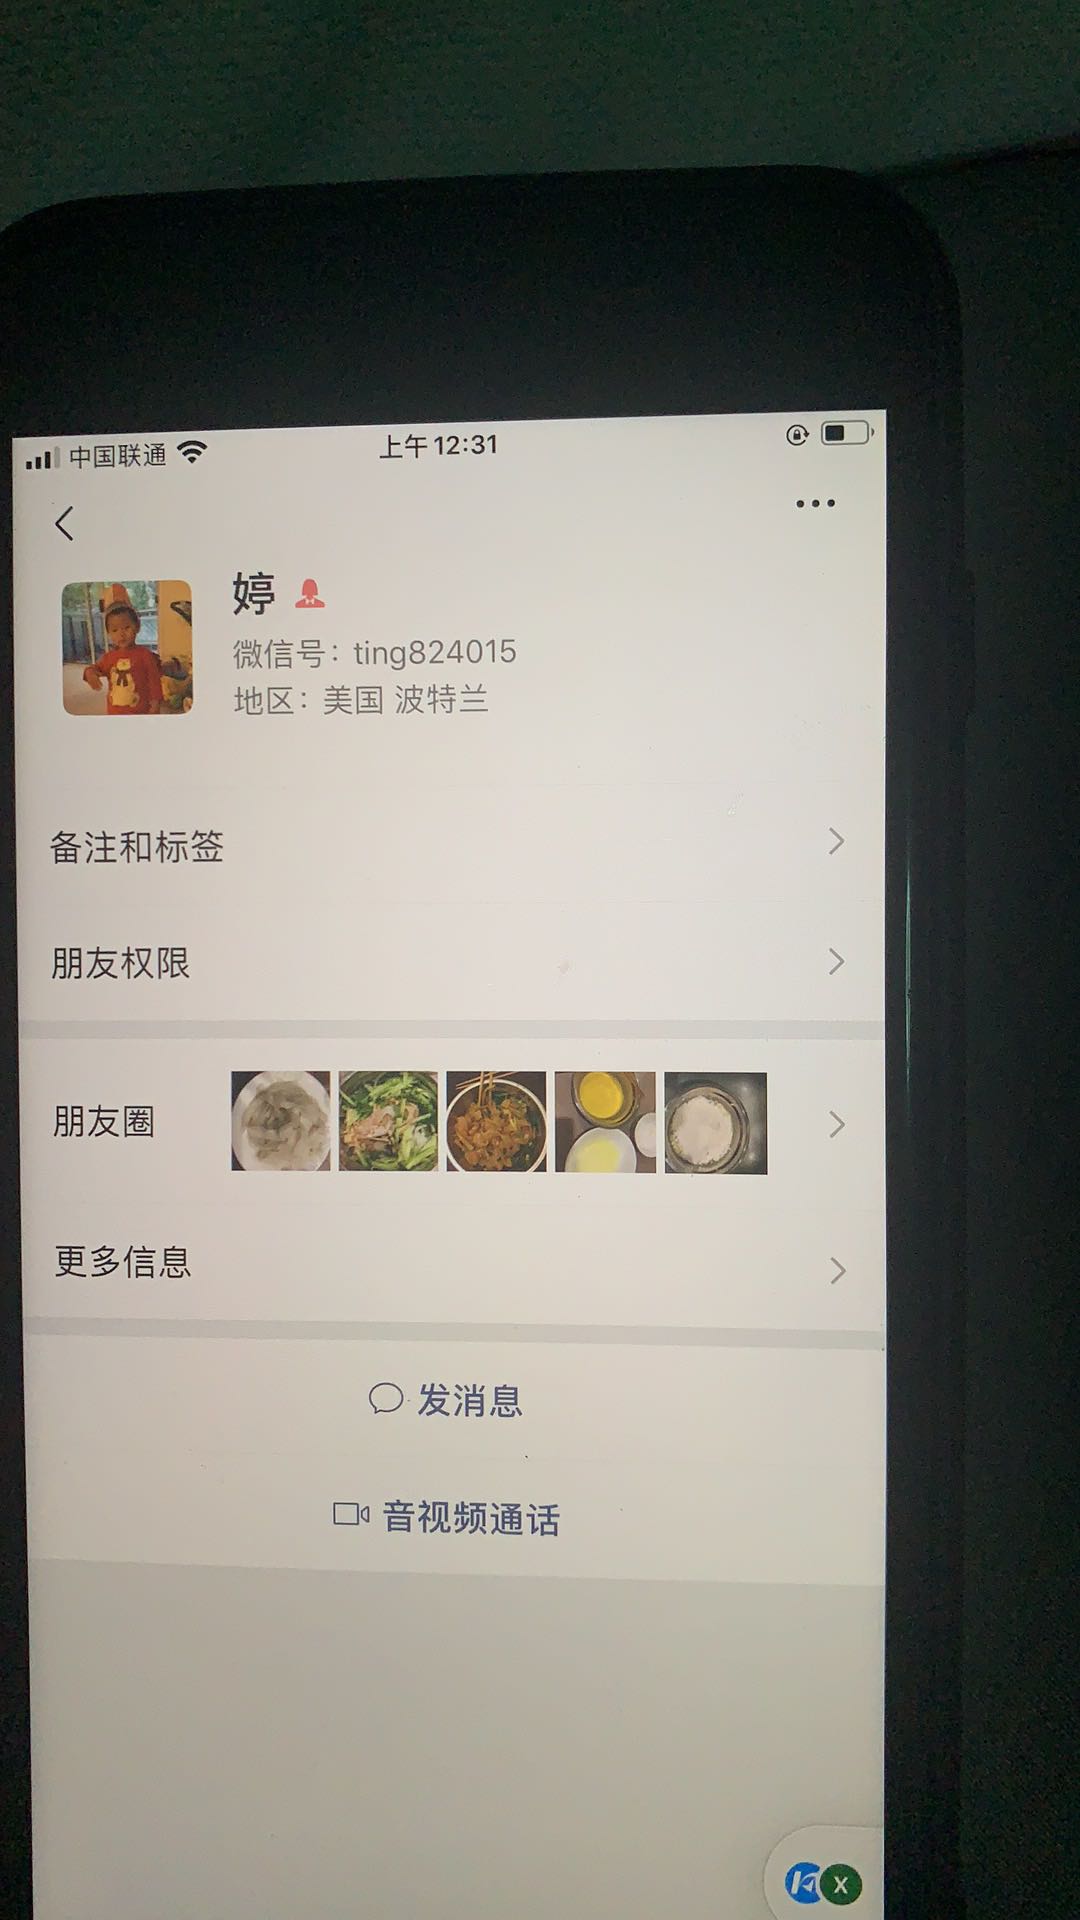 中国联通
上午12:31
婷
微信号：ting824015
地区：美国 波特兰
备注和标签
朋友权限
朋友圈
更多信息
发消息
音视频通话
X